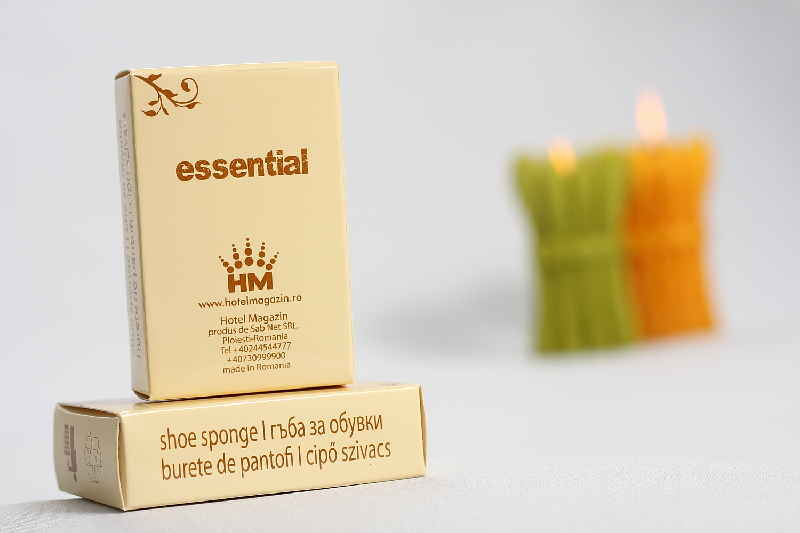 essential
HM
www.hotelmagazin.ro
Hotel Magazin
produs de Sab Net SRL,
Ploiesti-Romania
Tel +40244544777
+40730999900
made in Romania
shoe sponge | гъба за обувки
burete de pantofi | cipő szivacs